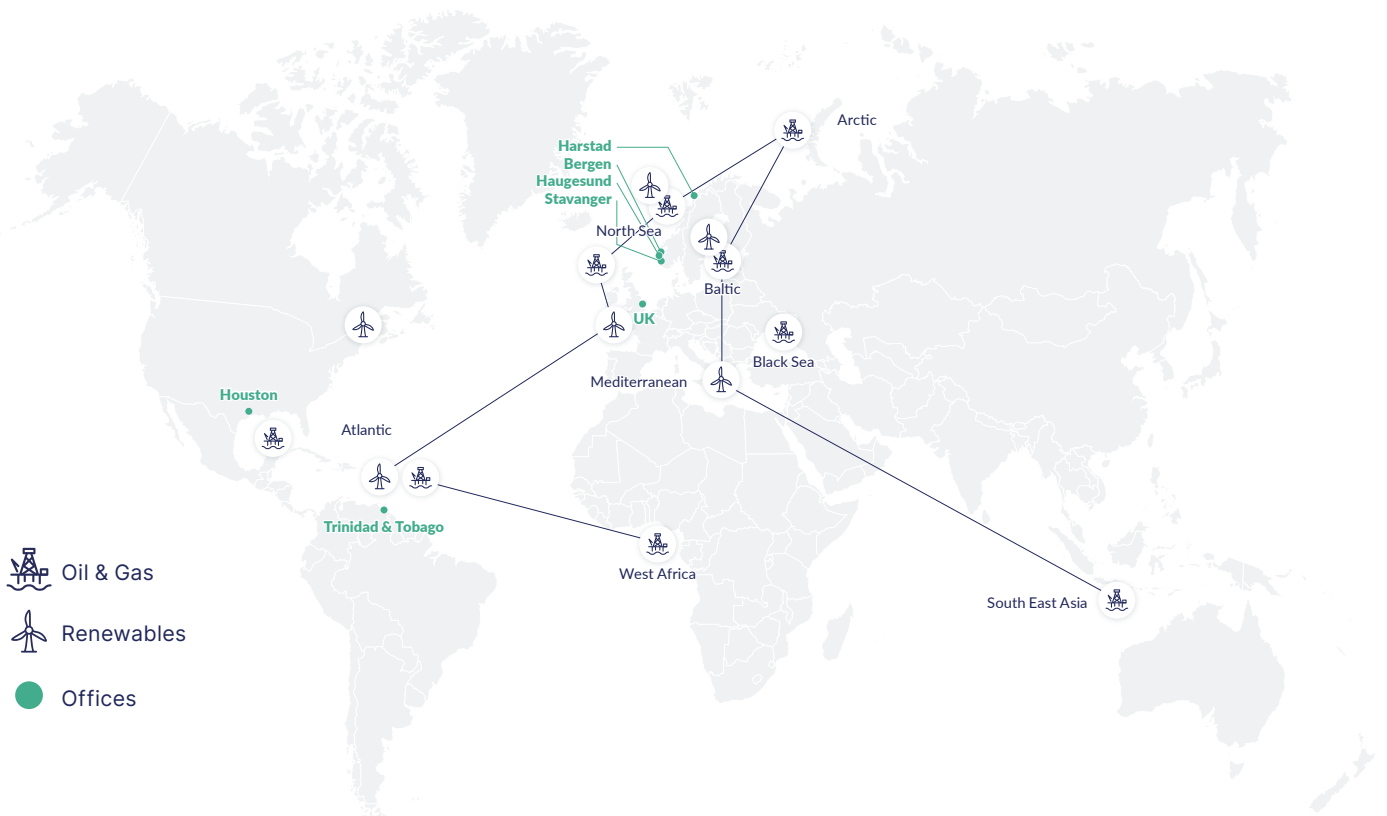 Arctic
Harstad
Bergen
Haugesund
Stavanger
North Sea
Baltic
UK
Black Sea
Mediterranean
Houston
Atlantic
Trinidad & Tobago
West Africa
South East Asia
Oil & Gas
Renewables
Offices